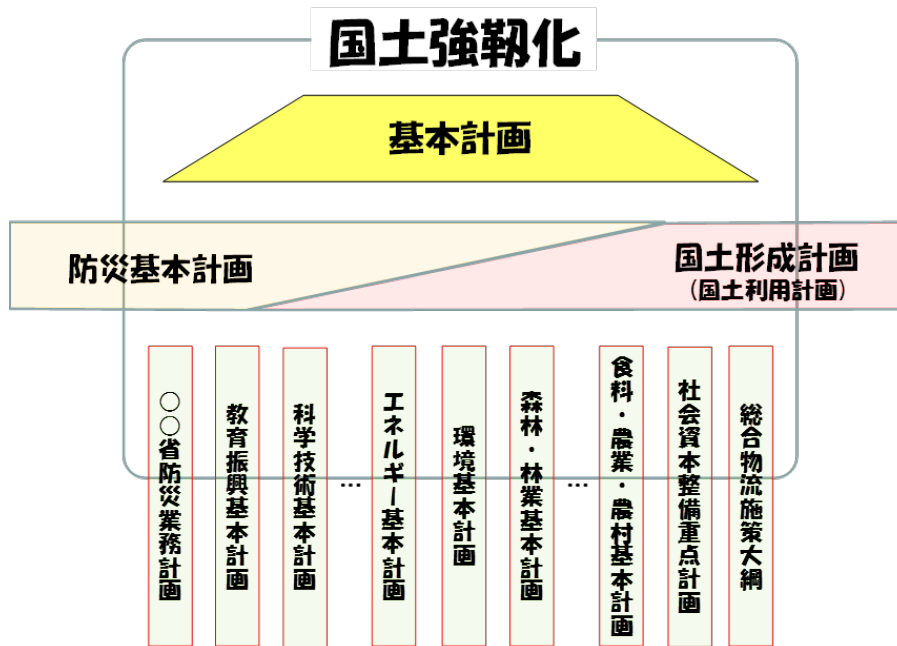 国土強靱化
基本計画
防災基本計画
国土形成計画
(国土利用計画)
〇〇省防災業務計画
教育振興基本計画
科学技術基本計画
…
エネルギー基本計画
環境基本計画
森林・林業基本計画
…
食料・農業・農村基本計画
社会資本整備重点計画
総合物流施策大綱